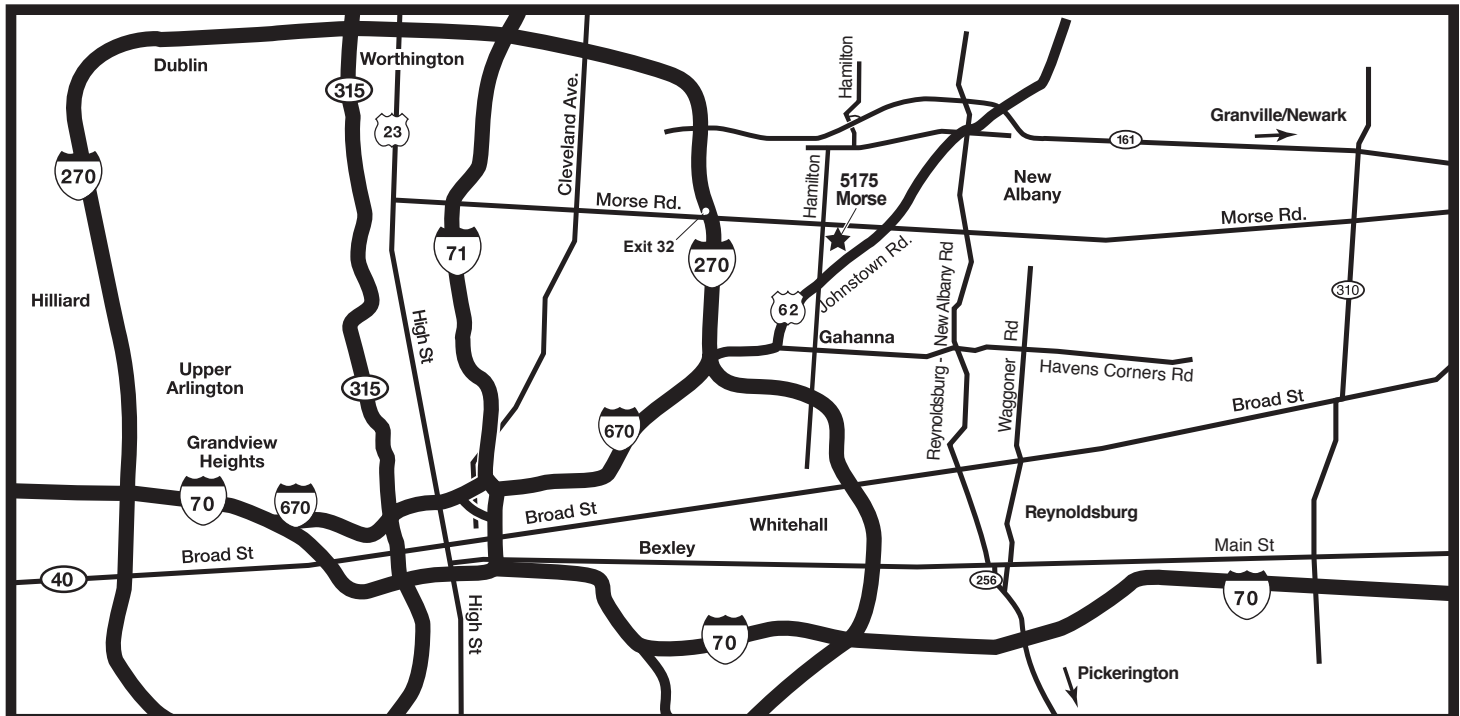 Dublin
Worthington
315
23
Cleveland Ave.
Hamilton
Granville/Newark
161
270
New
Albany
5175
Morse
Hamilton
Morse Rd.
Morse Rd.
Exit 32
71
270
Johnstown Rd.
Reynoldsburg - New Albany Rd
310
Hilliard
62
High St
Gahanna
Waggoner Rd
Havens Corners Rd
Upper
Arlington
315
Broad St
670
Grandview
Heights
70
670
Broad St
Whitehall
Reynoldsburg
Broad St
Bexley
Main St
40
256
70
High St
70
Pickerington